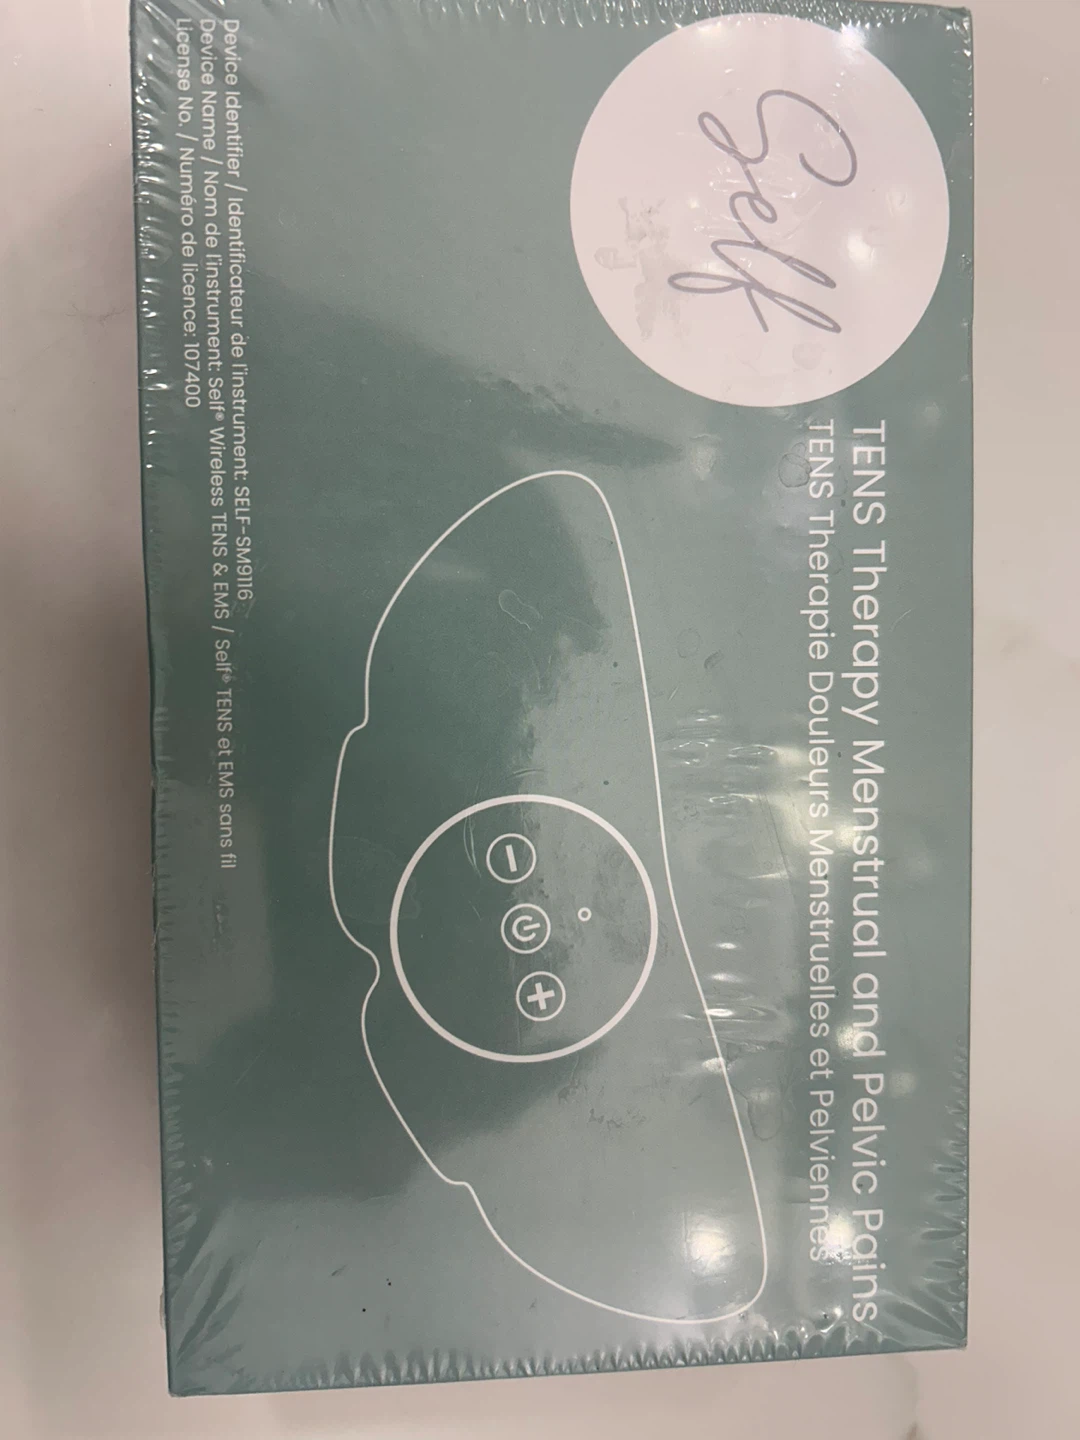 Self
TENS Therapy Menstrual and Pelvic Pains
TENS Therapie Douleurs Menstruelles et Pelviennes
Device Identifier / Identificateur de l'instrument: SELF-SM9116
Device Name / Nom de l'instrument: Self® Wireless TENS & EMS / Self® TENS et EMS sans fil
License No. / Numéro de licence: 107400